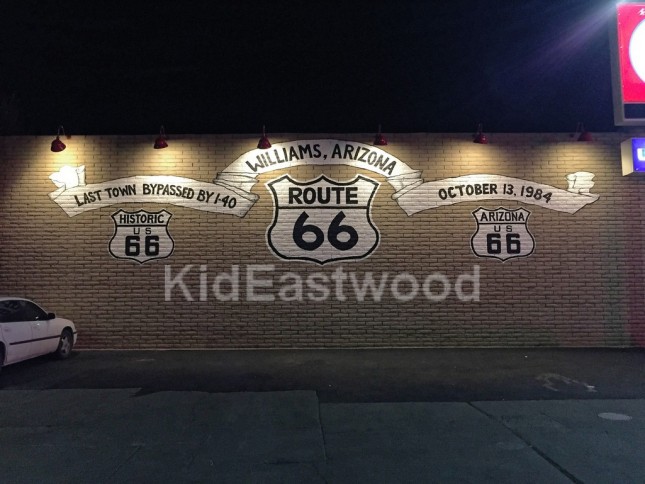 WILLIAMS, ARIZONA
LAST TOWN BYPASSED BY I-40
OCTOBER 13, 1984
HISTORIC
US
66
ROUTE
66
ARIZONA
US
66
KidEastwood